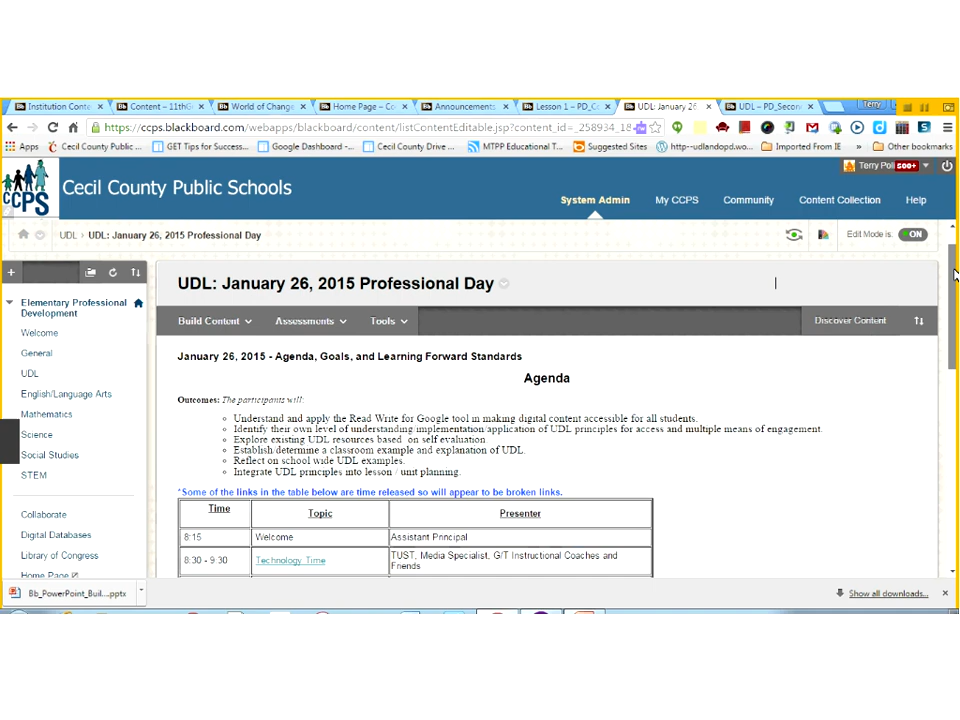 Institution Conte
Content – 11thG
World of Change
Home Page – Co
Announcements
Lesson 1 – PD_C
UDL: January 26
UDL – PD_Secon
Terry
https://ccps.blackboard.com/webapps/blackboard/content/listContentEditable.jsp?content_id=_258934_18
Apps
Cecil County Public ...
GET Tips for Success...
Google Dashboard -...
Cecil County Drive ...
MTPP Educational T...
Suggested Sites
http--udlandopd.wo...
Imported From IE
»
Other bookmarks
CCPS
Cecil County Public Schools
Terry Poli 500+
System Admin
My CCPS
Community
Content Collection
Help
UDL › UDL: January 26, 2015 Professional Day
Edit Mode is: ON
Elementary Professional
Development
Welcome
General
UDL
English/Language Arts
Mathematics
Science
Social Studies
STEM
Collaborate
Digital Databases
Library of Congress
Home Page
UDL: January 26, 2015 Professional Day
Build Content
Assessments
Tools
Discover Content
January 26, 2015 - Agenda, Goals, and Learning Forward Standards
Agenda
Outcomes: The participants will:
Understand and apply the Read Write for Google tool in making digital content accessible for all students.
Identify their own level of understanding implementation/application of UDL principles for access and multiple means of engagement.
Explore existing UDL resources based on self evaluation.
Establish/determine a classroom example and explanation of UDL.
Reflect on school wide UDL examples.
Integrate UDL principles into lesson / unit planning.
*Some of the links in the table below are time released so will appear to be broken links.
Time
Topic
Presenter
8:15
Welcome
Assistant Principal
8:30 - 9:30
Technology Time
TUST, Media Specialist, G/T Instructional Coaches and
Friends
Bb_PowerPoint_Buil....pptx
Show all downloads...